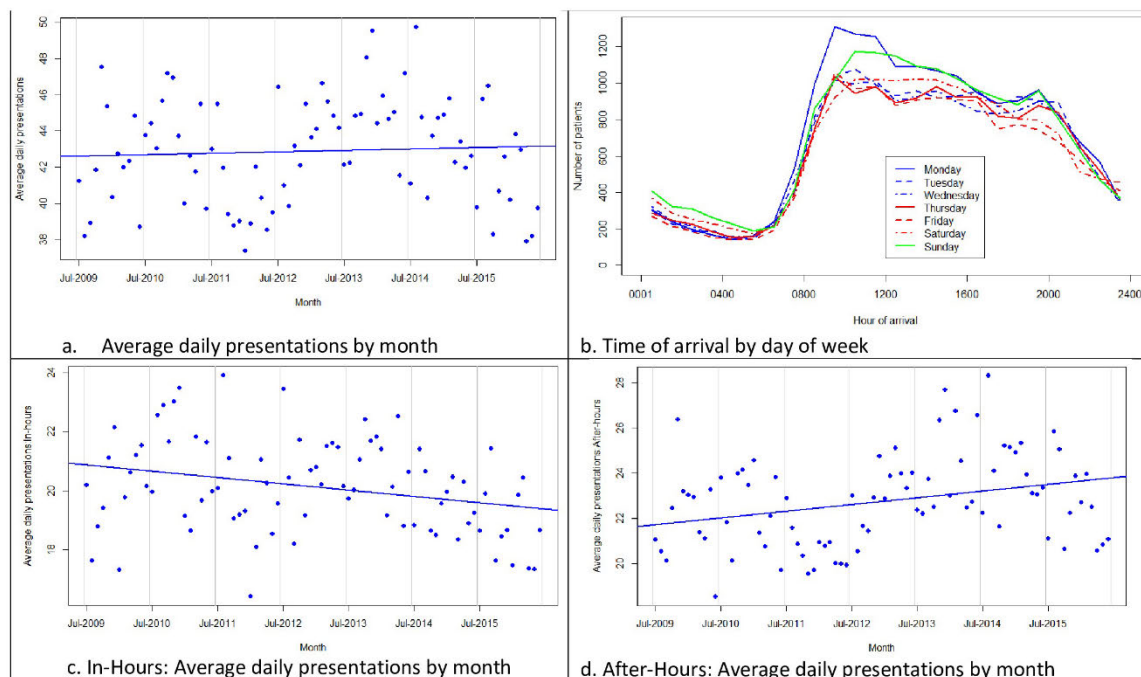 50
48
46
44
42
40
38
Average daily presentations
Jul-2009
Jul-2010
Jul-2011
Jul-2012
Jul-2013
Jul-2014
Jul-2015
Month
a. Average daily presentations by month
1200
1000
800
600
400
200
0
Number of patients
Monday
Tuesday
Wednesday
Thursday
Friday
Saturday
Sunday
0001
0400
0800
1200
1600
2000
2400
Hour of arrival
b. Time of arrival by day of week
24
22
20
18
Average daily presentations In-hours
Jul-2009
Jul-2010
Jul-2011
Jul-2012
Jul-2013
Jul-2014
Jul-2015
Month
c. In-Hours: Average daily presentations by month
28
26
24
22
20
Average daily presentations After-hours
Jul-2009
Jul-2010
Jul-2011
Jul-2012
Jul-2013
Jul-2014
Jul-2015
Month
d. After-Hours: Average daily presentations by month